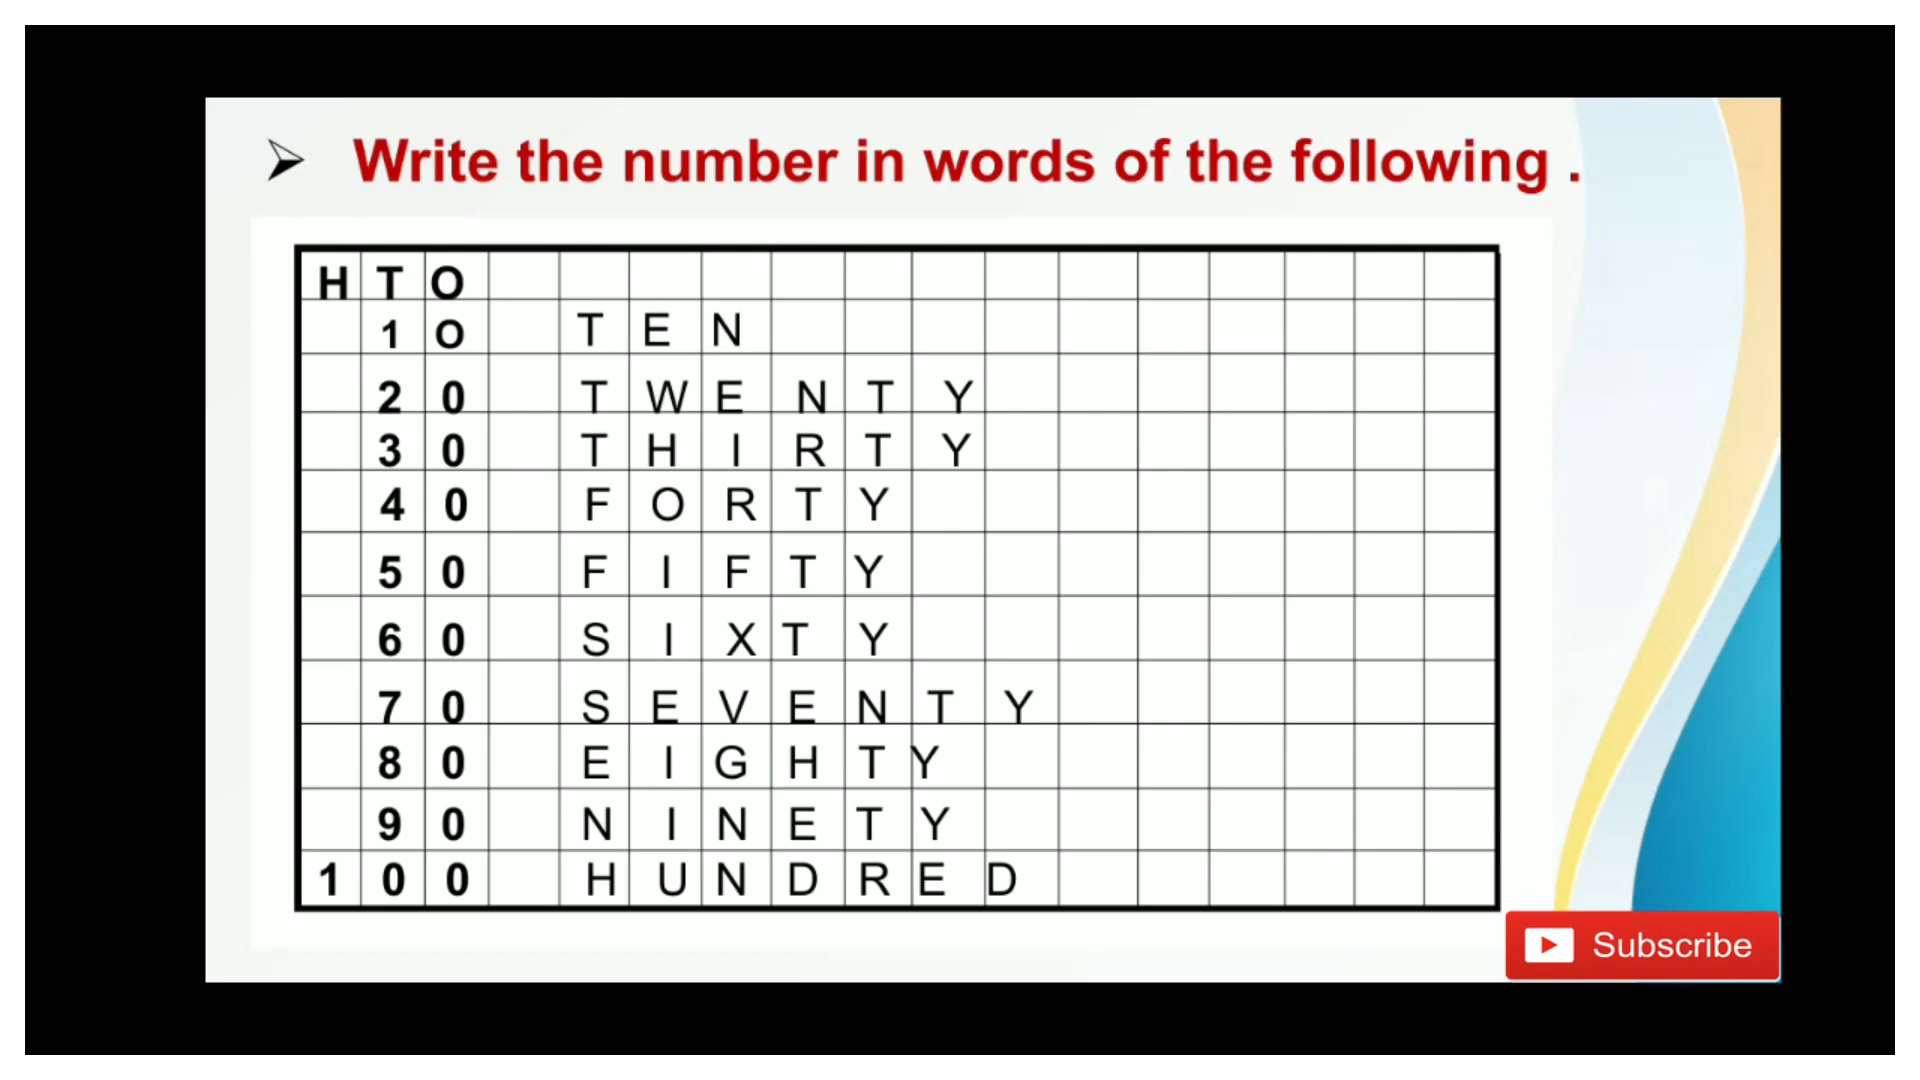 ➢ Write the number in words of the following .
H T O
1 O T E N
2 0 T W E N T Y
3 0 T H I R T Y
4 0 F O R T Y
5 0 F I F T Y
6 0 S I X T Y
7 0 S E V E N T Y
8 0 E I G H T Y
9 0 N I N E T Y
1 0 0 H U N D R E D
Subscribe